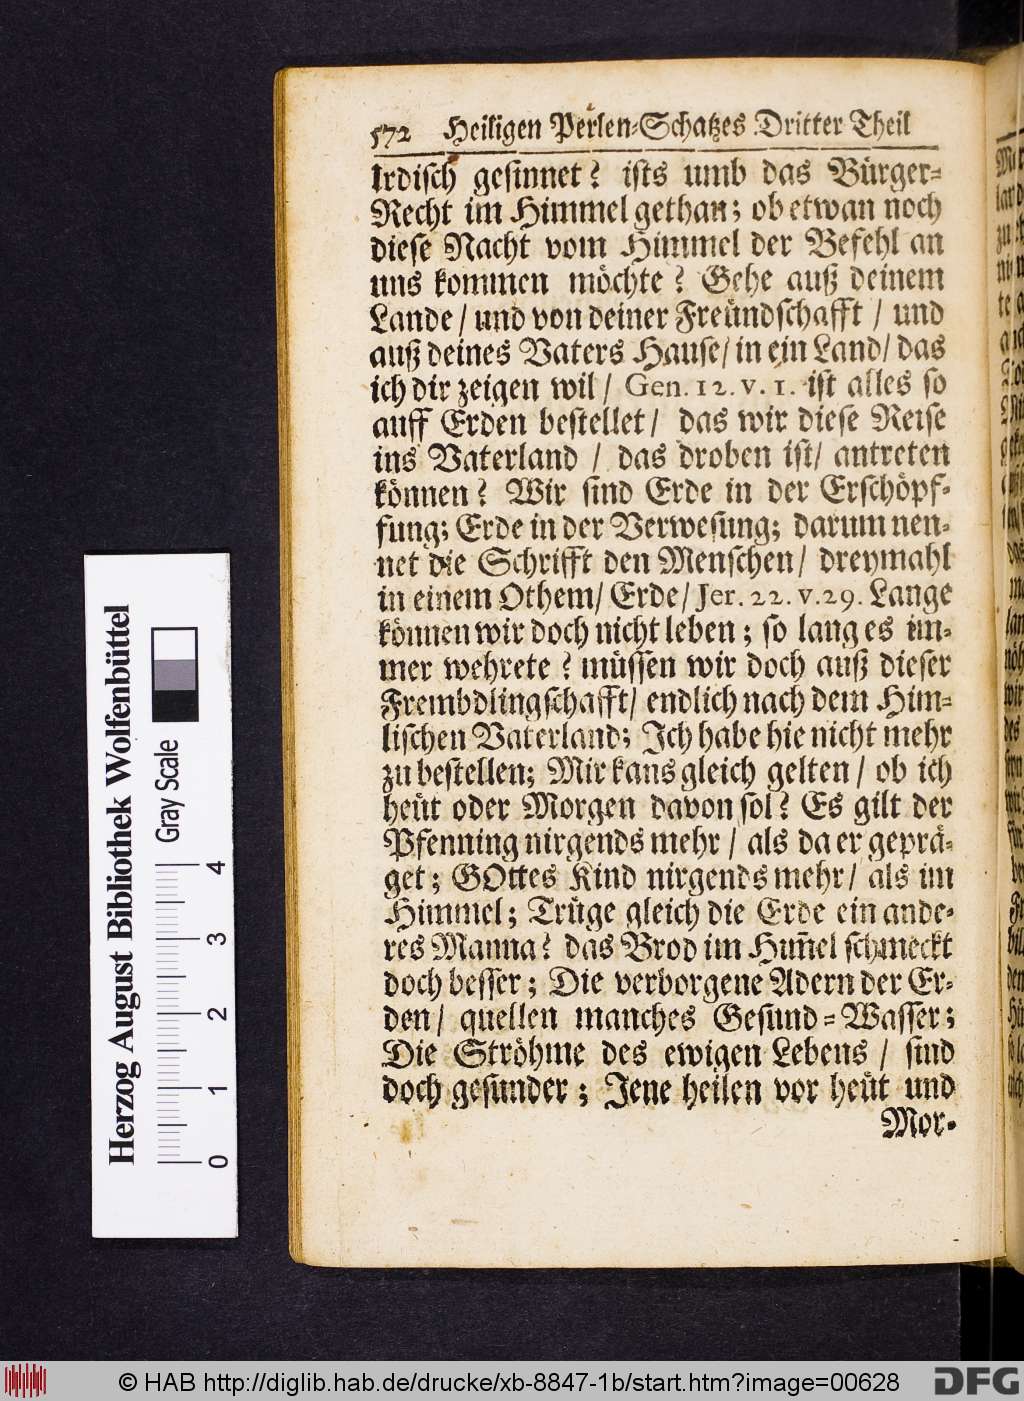 572 Heiligen Perlen-Schatzes Dritter Theil
Irdisch gesinnet? ists umb das Bürger-
Recht im Himmel gethan; ob etwan noch
diese Nacht vom Himmel der Befehl an
uns kommen möchte? Gehe auß deinem
Lande / und von deiner Freündschafft / und
auß deines Vaters Hause / in ein Land / das
ich dir zeigen wil / Gen. 12. v. 1. ist alles so
auff Erden bestellet / das wir diese Reise
ins Vaterland / das droben ist / antreten
können? Wir sind Erde in der Erschöpf-
fung; Erde in der Verwesung; darum nen-
net die Schrifft den Menschen / dreymahl
in einem Othem / Erde / Jer. 22. v. 29. Lange
können wir doch nicht leben; so lang es im-
mer wehrete? müssen wir doch auß dieser
Frembdlingschafft / endlich nach dem Him-
lischen Vaterland; Ich habe hie nicht mehr
zu bestellen; Mir kans gleich gelten / ob ich
heüt oder Morgen davon sol? Es gilt der
Pfenning nirgends mehr / als da er geprä-
get; GOttes Kind nirgends mehr / als im
Himmel; Trüge gleich die Erde ein ande-
res Manna? das Brod im Him̃el schmeckt
doch besser; Die verborgene Adern der Er-
den / quellen manches Gesund-Wasser;
Die Ströhme des ewigen Lebens / sind
doch gesunder; Jene heilen vor heüt und
Mor-
Herzog August Bibliothek Wolfenbüttel
Gray Scale
0 1 2 3 4
© HAB http://diglib.hab.de/drucke/xb-8847-1b/start.htm?image=00628
DFG